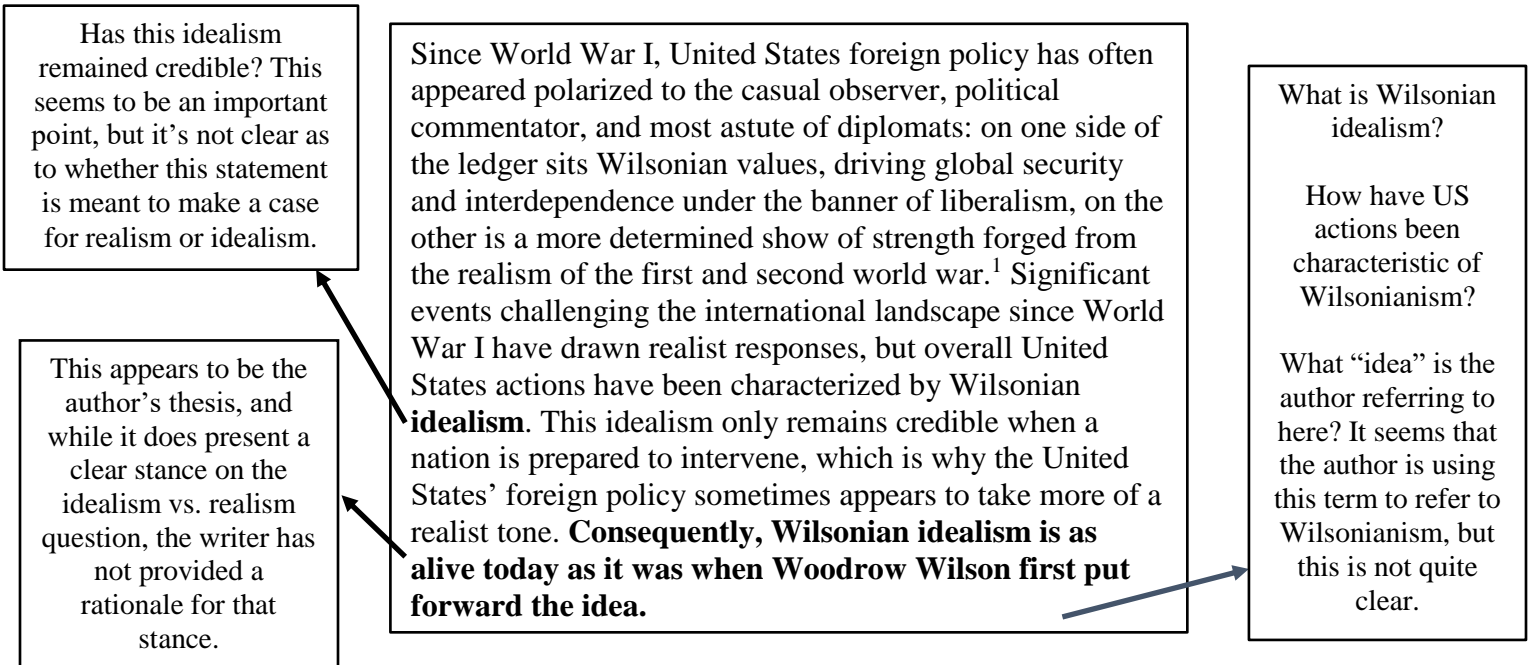 Has this idealism
remained credible? This
seems to be an important
point, but it’s not clear as
to whether this statement
is meant to make a case
for realism or idealism.
This appears to be the
author’s thesis, and
while it does present a
clear stance on the
idealism vs. realism
question, the writer has
not provided a
rationale for that
stance.
Since World War I, United States foreign policy has often
appeared polarized to the casual observer, political
commentator, and most astute of diplomats: on one side of
the ledger sits Wilsonian values, driving global security
and interdependence under the banner of liberalism, on the
other is a more determined show of strength forged from
the realism of the first and second world war.1 Significant
events challenging the international landscape since World
War I have drawn realist responses, but overall United
States actions have been characterized by Wilsonian
idealism. This idealism only remains credible when a
nation is prepared to intervene, which is why the United
States’ foreign policy sometimes appears to take more of a
realist tone. Consequently, Wilsonian idealism is as
alive today as it was when Woodrow Wilson first put
forward the idea.
What is Wilsonian
idealism?
How have US
actions been
characteristic of
Wilsonianism?
What “idea” is the
author referring to
here? It seems that
the author is using
this term to refer to
Wilsonianism, but
this is not quite
clear.